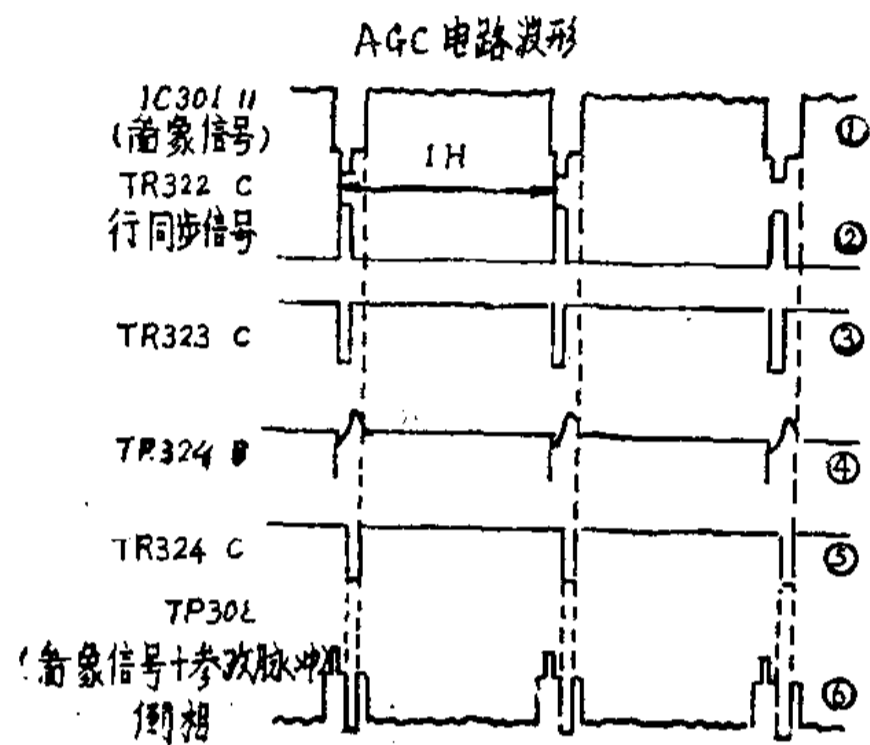 AGC电路波形
IC301 11
(图象信号)
①
1H
TR322 C
行同步信号
②
TR323 C
③
TR324 B
④
TR324 C
⑤
TP302
(图象信号+参考脉冲)
倒相
⑥